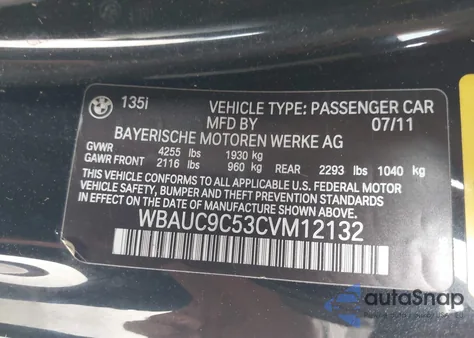 135i VEHICLE TYPE: PASSENGER CAR
MFD BY 07/11
BAYERISCHE MOTOREN WERKE AG
GVWR 4255 lbs 1930 kg
GAWR FRONT 2116 lbs 960 kg REAR 2293 lbs 1040 kg
THIS VEHICLE CONFORMS TO ALL APPLICABLE U.S. FEDERAL MOTOR
VEHICLE SAFETY, BUMPER AND THEFT PREVENTION STANDARDS
IN EFFECT ON THE DATE OF MANUFACTURE SHOWN ABOVE.
WBAUC9C53CVM12132
autoSnap